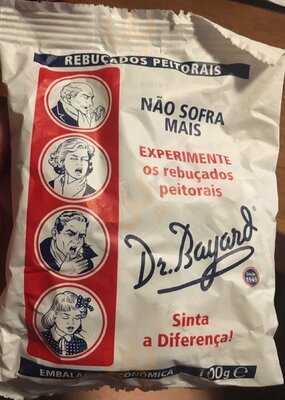 REBUÇADOS PEITORAIS
NÃO SOFRA
MAIS
EXPERIMENTE
os rebuçados
peitorais
Dr. Bayard
Sinta
a Diferença!